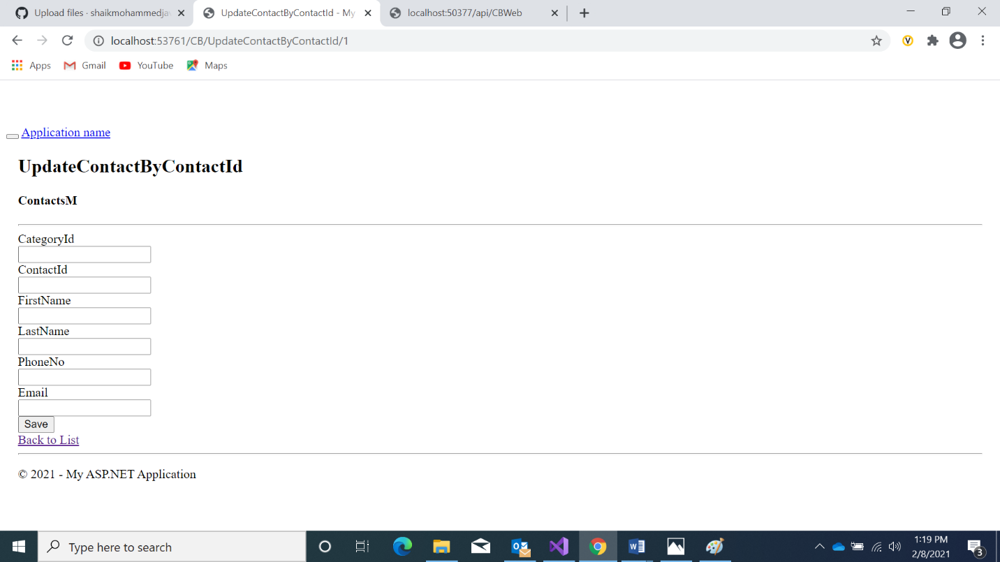 Upload files · shaikmohammedja
UpdateContactByContactId - My
localhost:50377/api/CBWeb
localhost:53761/CB/UpdateContactByContactId/1
Apps
Gmail
YouTube
Maps
Application name
UpdateContactByContactId
ContactsM
CategoryId
ContactId
FirstName
LastName
PhoneNo
Email
Save
Back to List
© 2021 - My ASP.NET Application
Type here to search
1:19 PM
2/8/2021
3